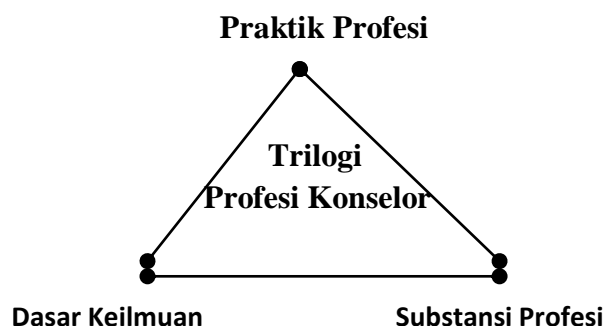 Praktik Profesi
Trilogi
Profesi Konselor
Dasar Keilmuan
Substansi Profesi